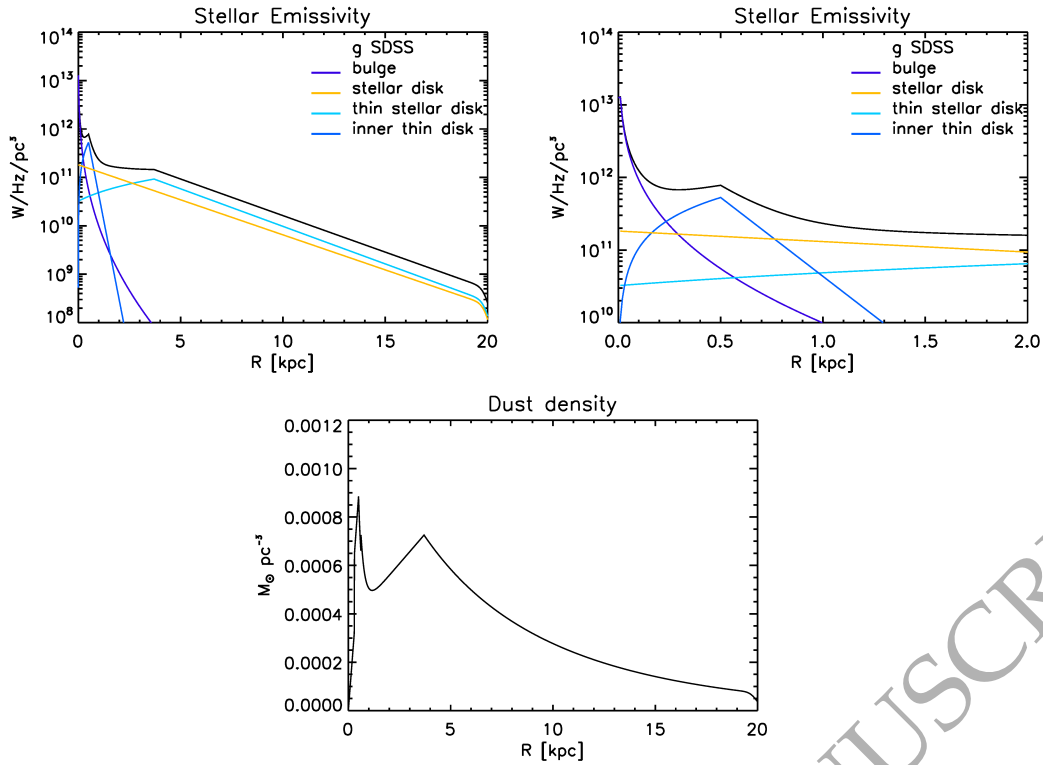 Stellar Emissivity
10¹⁴
10¹³
10¹²
10¹¹
10¹⁰
10⁹
10⁸
W/Hz/pc³
g SDSS
bulge
stellar disk
thin stellar disk
inner thin disk
0 5 10 15 20
R [kpc]
Stellar Emissivity
10¹⁴
10¹³
10¹²
10¹¹
10¹⁰
W/Hz/pc³
g SDSS
bulge
stellar disk
thin stellar disk
inner thin disk
0.0 0.5 1.0 1.5 2.0
R [kpc]
Dust density
0.0012
0.0010
0.0008
0.0006
0.0004
0.0002
0.0000
M☉ pc⁻³
0 5 10 15 20
R [kpc]